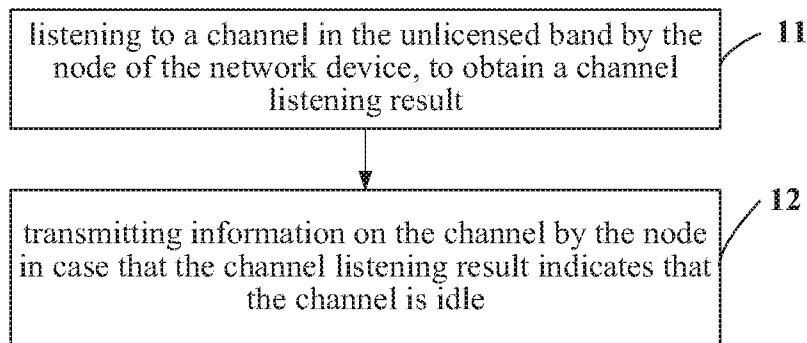 listening to a channel in the unlicensed band by the
node of the network device, to obtain a channel
listening result
11
transmitting information on the channel by the node
in case that the channel listening result indicates that
the channel is idle
12